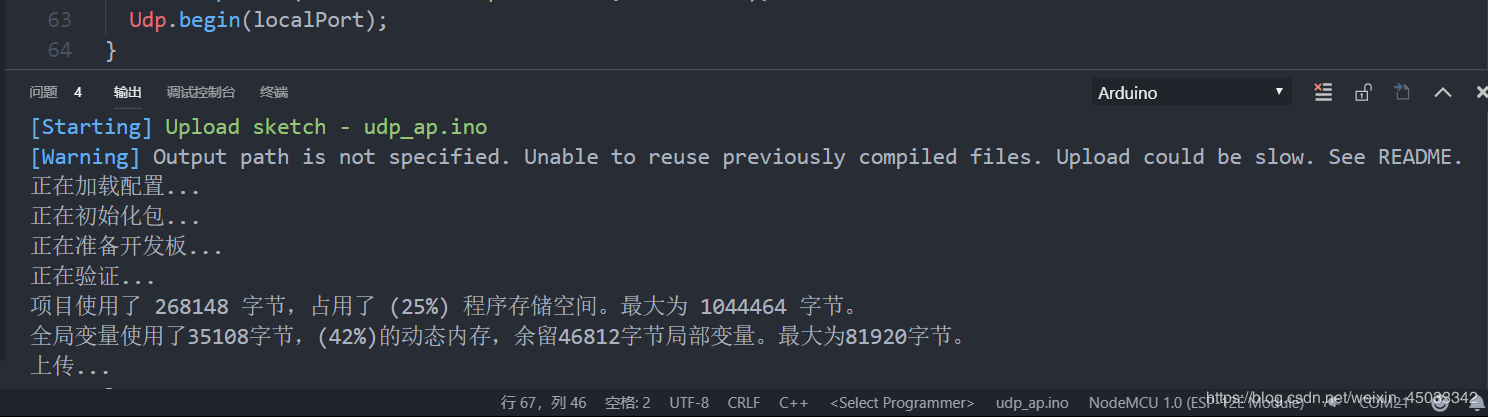 63 Udp.begin(localPort);
64 }
问题 4 输出 调试控制台 终端 Arduino
[Starting] Upload sketch - udp_ap.ino
[Warning] Output path is not specified. Unable to reuse previously compiled files. Upload could be slow. See README.
正在加载配置...
正在初始化包...
正在准备开发板...
正在验证...
项目使用了 268148 字节，占用了 (25%) 程序存储空间。最大为 1044464 字节。
全局变量使用了35108字节，(42%)的动态内存，余留46812字节局部变量。最大为81920字节。
上传...
行 67，列 46 空格: 2 UTF-8 CRLF C++ <Select Programmer> udp_ap.ino NodeMCU 1.0 (ESP-12E Module) COM21
https://blog.csdn.net/weixin_45033342